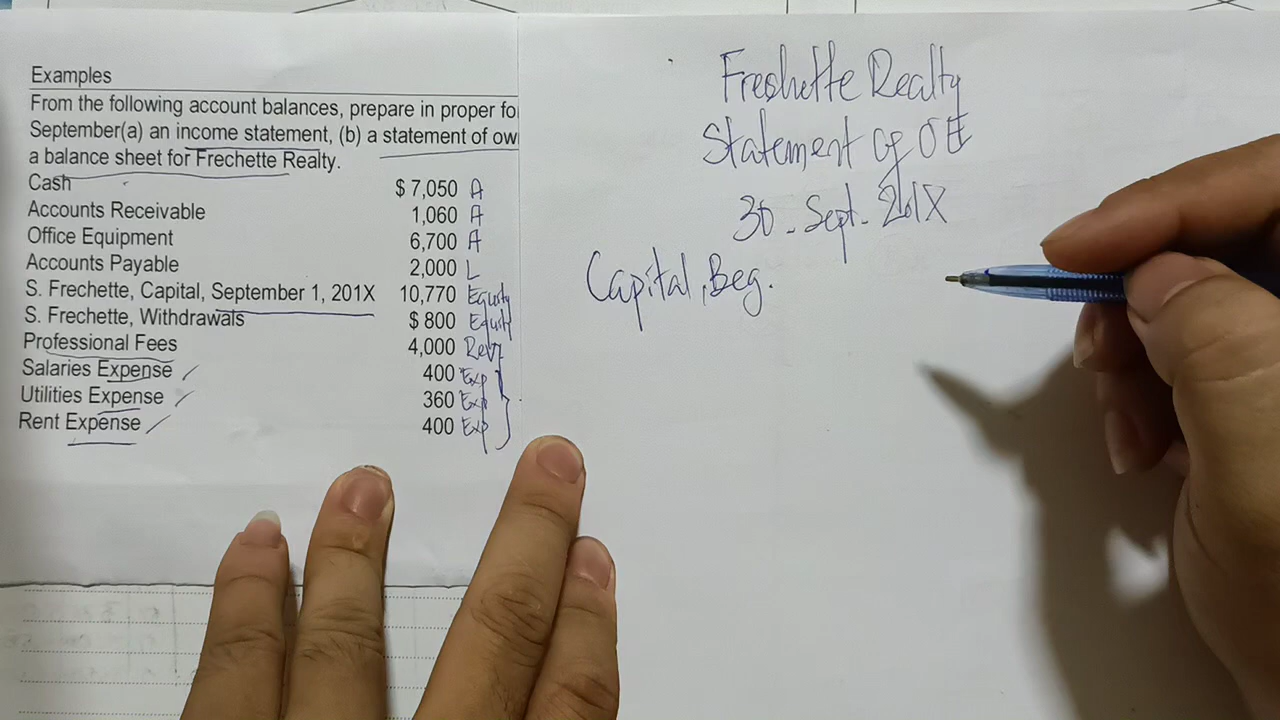 Examples
From the following account balances, prepare in proper fo
September(a) an income statement, (b) a statement of ow
a balance sheet for Frechette Realty.
Cash $ 7,050 A
Accounts Receivable 1,060 A
Office Equipment 6,700 A
Accounts Payable 2,000 L
S. Frechette, Capital, September 1, 201X 10,770 Equity
S. Frechette, Withdrawals $ 800 Equity
Professional Fees 4,000 Rev
Salaries Expense 400 Exp
Utilities Expense 360 Exp
Rent Expense 400 Exp
Freshette Realty
Statement of OE
30 - Sept - 201X
Capital, Beg.